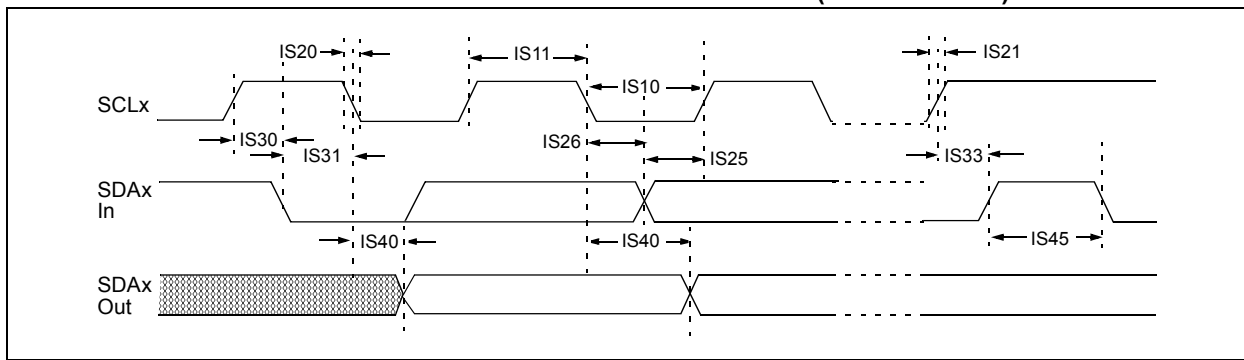 IS20
IS11
IS21
SCLx
IS10
IS30
IS31
IS26
IS25
IS33
SDAx
In
IS40
IS40
IS45
SDAx
Out